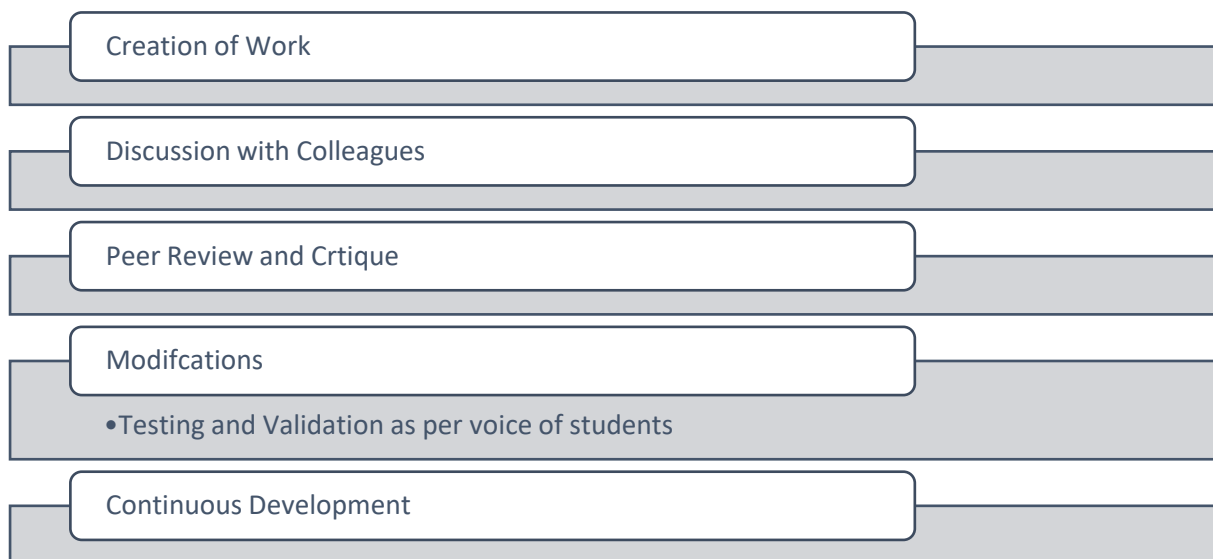 Creation of Work
Discussion with Colleagues
Peer Review and Crtique
Modifcations
•Testing and Validation as per voice of students
Continuous Development